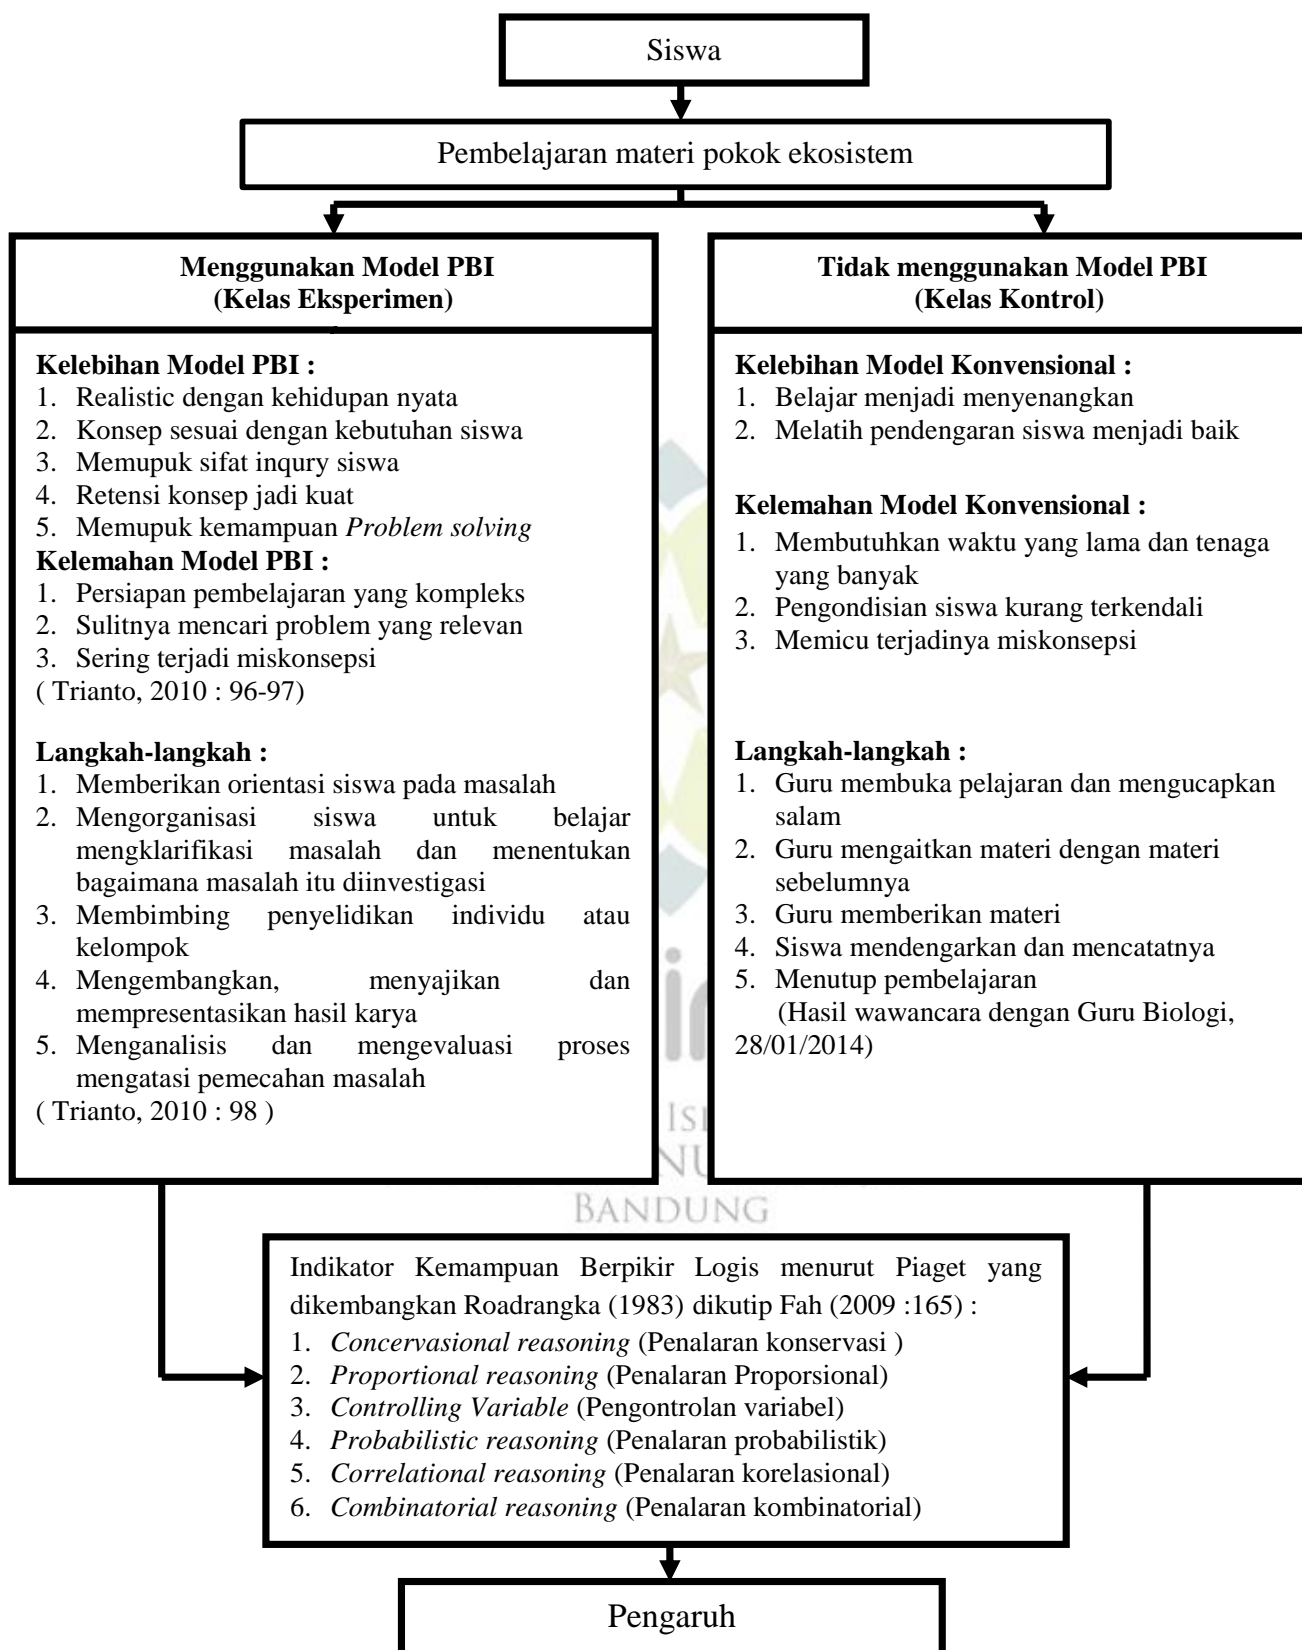 Siswa
Pembelajaran materi pokok ekosistem
Menggunakan Model PBI
(Kelas Eksperimen)
Kelebihan Model PBI :
1. Realistic dengan kehidupan nyata
2. Konsep sesuai dengan kebutuhan siswa
3. Memupuk sifat inqury siswa
4. Retensi konsep jadi kuat
5. Memupuk kemampuan Problem solving
Kelemahan Model PBI :
1. Persiapan pembelajaran yang kompleks
2. Sulitnya mencari problem yang relevan
3. Sering terjadi miskonsepsi
( Trianto, 2010 : 96-97)
Langkah-langkah :
1. Memberikan orientasi siswa pada masalah
2. Mengorganisasi siswa untuk belajar
mengklarifikasi masalah dan menentukan
bagaimana masalah itu diinvestigasi
3. Membimbing penyelidikan individu atau
kelompok
4. Mengembangkan, menyajikan dan
mempresentasikan hasil karya
5. Menganalisis dan mengevaluasi proses
mengatasi pemecahan masalah
( Trianto, 2010 : 98 )
Tidak menggunakan Model PBI
(Kelas Kontrol)
Kelebihan Model Konvensional :
1. Belajar menjadi menyenangkan
2. Melatih pendengaran siswa menjadi baik
Kelemahan Model Konvensional :
1. Membutuhkan waktu yang lama dan tenaga
yang banyak
2. Pengondisian siswa kurang terkendali
3. Memicu terjadinya miskonsepsi
Langkah-langkah :
1. Guru membuka pelajaran dan mengucapkan
salam
2. Guru mengaitkan materi dengan materi
sebelumnya
3. Guru memberikan materi
4. Siswa mendengarkan dan mencatatnya
5. Menutup pembelajaran
(Hasil wawancara dengan Guru Biologi,
28/01/2014)
BANDUNG
Indikator Kemampuan Berpikir Logis menurut Piaget yang
dikembangkan Roadrangka (1983) dikutip Fah (2009 :165) :
1. Concervasional reasoning (Penalaran konservasi )
2. Proportional reasoning (Penalaran Proporsional)
3. Controlling Variable (Pengontrolan variabel)
4. Probabilistic reasoning (Penalaran probabilistik)
5. Correlational reasoning (Penalaran korelasional)
6. Combinatorial reasoning (Penalaran kombinatorial)
Pengaruh